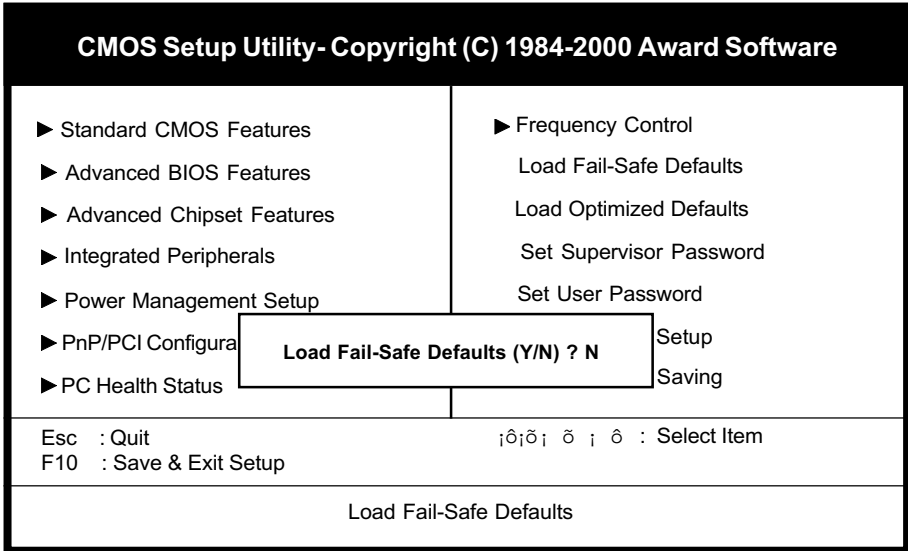 CMOS Setup Utility- Copyright (C) 1984-2000 Award Software
Standard CMOS Features
Advanced BIOS Features
Advanced Chipset Features
Integrated Peripherals
Power Management Setup
PnP/PCI Configura
PC Health Status
Frequency Control
Load Fail-Safe Defaults
Load Optimized Defaults
Set Supervisor Password
Set User Password
Setup
Saving
Load Fail-Safe Defaults (Y/N) ? N
Esc : Quit
F10 : Save & Exit Setup
¡ô¡õ¡ õ ¡ ô : Select Item
Load Fail-Safe Defaults